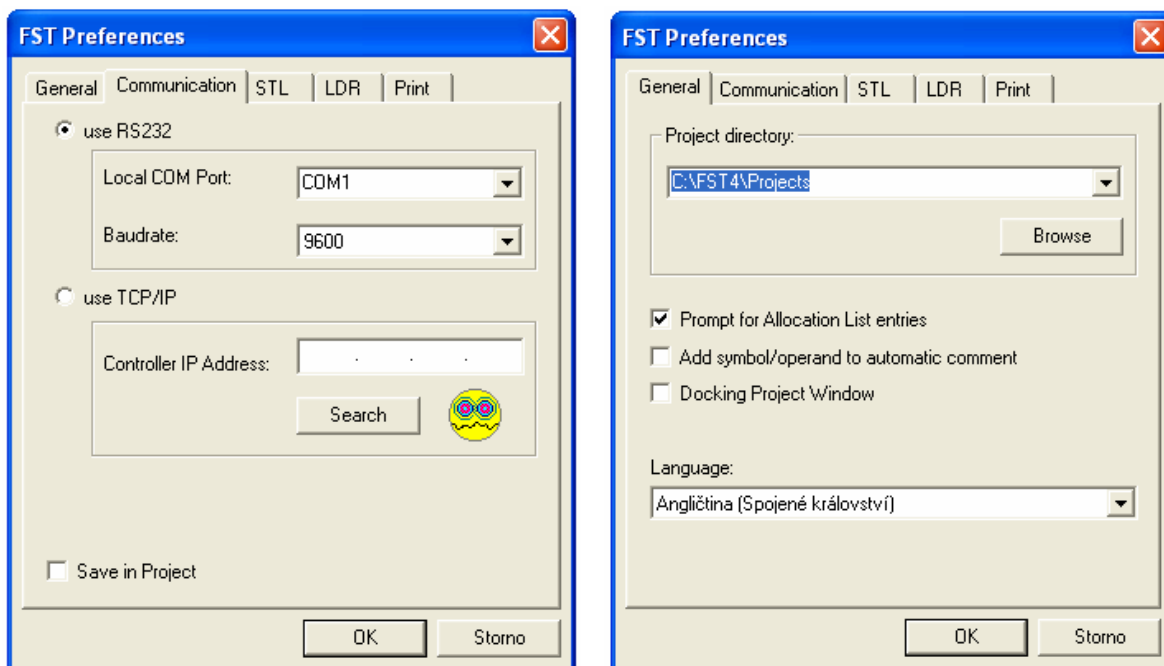 FST Preferences
General Communication STL LDR Print
use RS232
Local COM Port: COM1
Baudrate: 9600
use TCP/IP
Controller IP Address: . . .
Search
Save in Project
OK Storno
FST Preferences
General Communication STL LDR Print
Project directory:
C:\FST4\Projects
Browse
Prompt for Allocation List entries
Add symbol/operand to automatic comment
Docking Project Window
Language:
Angličtina (Spojené království)
OK Storno